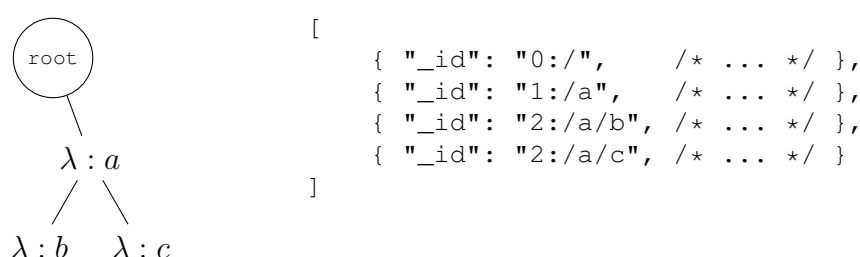 root
λ : a
λ : b λ : c
[
{ "_id": "0:/", /* ... */ },
{ "_id": "1:/a", /* ... */ },
{ "_id": "2:/a/b", /* ... */ },
{ "_id": "2:/a/c", /* ... */ }
]